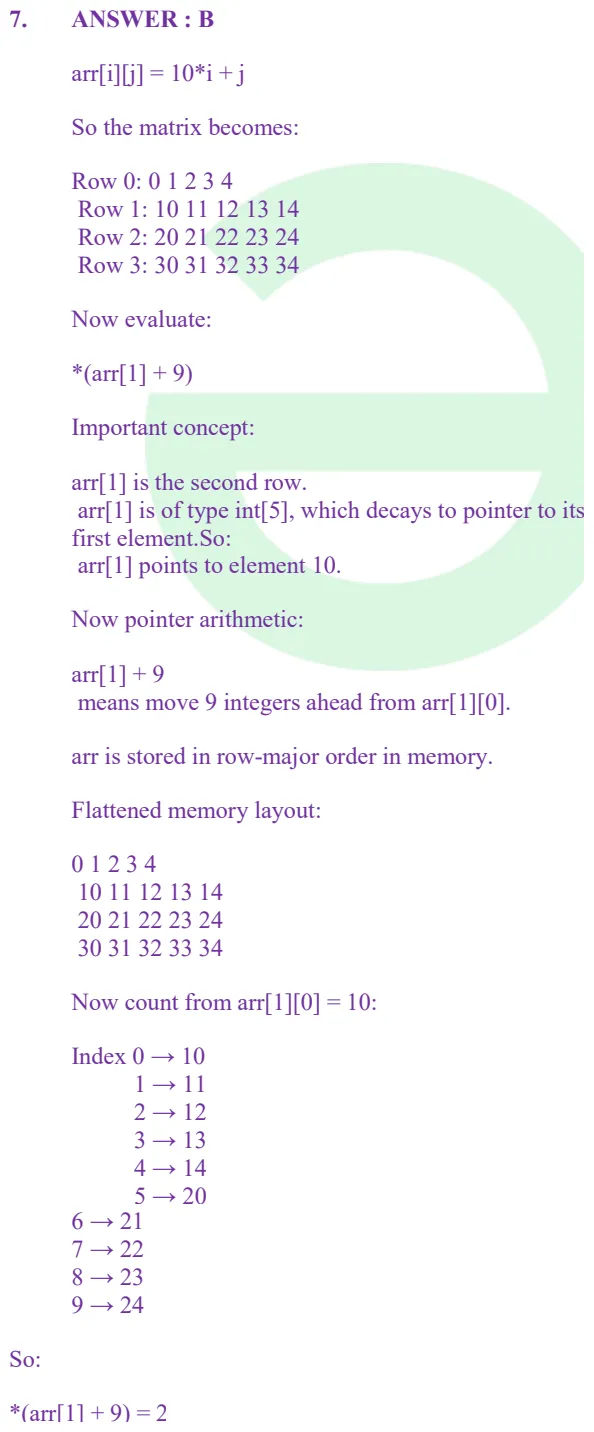 7. ANSWER : B
arr[i][j] = 10*i + j
So the matrix becomes:
Row 0: 0 1 2 3 4
Row 1: 10 11 12 13 14
Row 2: 20 21 22 23 24
Row 3: 30 31 32 33 34
Now evaluate:
*(arr[1] + 9)
Important concept:
arr[1] is the second row.
arr[1] is of type int[5], which decays to pointer to its
first element.So:
arr[1] points to element 10.
Now pointer arithmetic:
arr[1] + 9
means move 9 integers ahead from arr[1][0].
arr is stored in row-major order in memory.
Flattened memory layout:
0 1 2 3 4
10 11 12 13 14
20 21 22 23 24
30 31 32 33 34
Now count from arr[1][0] = 10:
Index 0 → 10
1 → 11
2 → 12
3 → 13
4 → 14
5 → 20
6 → 21
7 → 22
8 → 23
9 → 24
So:
*(arr[1] + 9) = 2